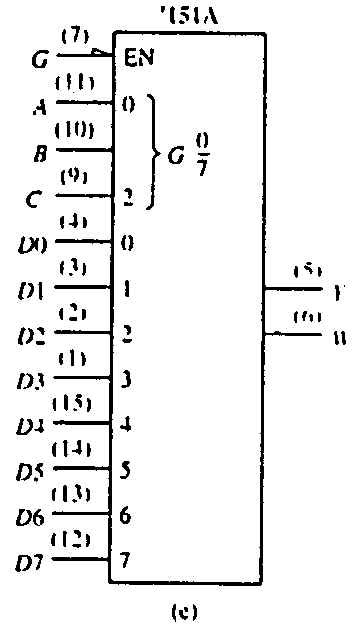 '151A
(7)
G EN
(11)
A 0
(10)
B G 0/7
(9)
C 2
(4)
D0 0
(3) (5)
D1 1 Y
(2) (6)
D2 2 W
(1)
D3 3
(15)
D4 4
(14)
D5 5
(13)
D6 6
(12)
D7 7
(c)